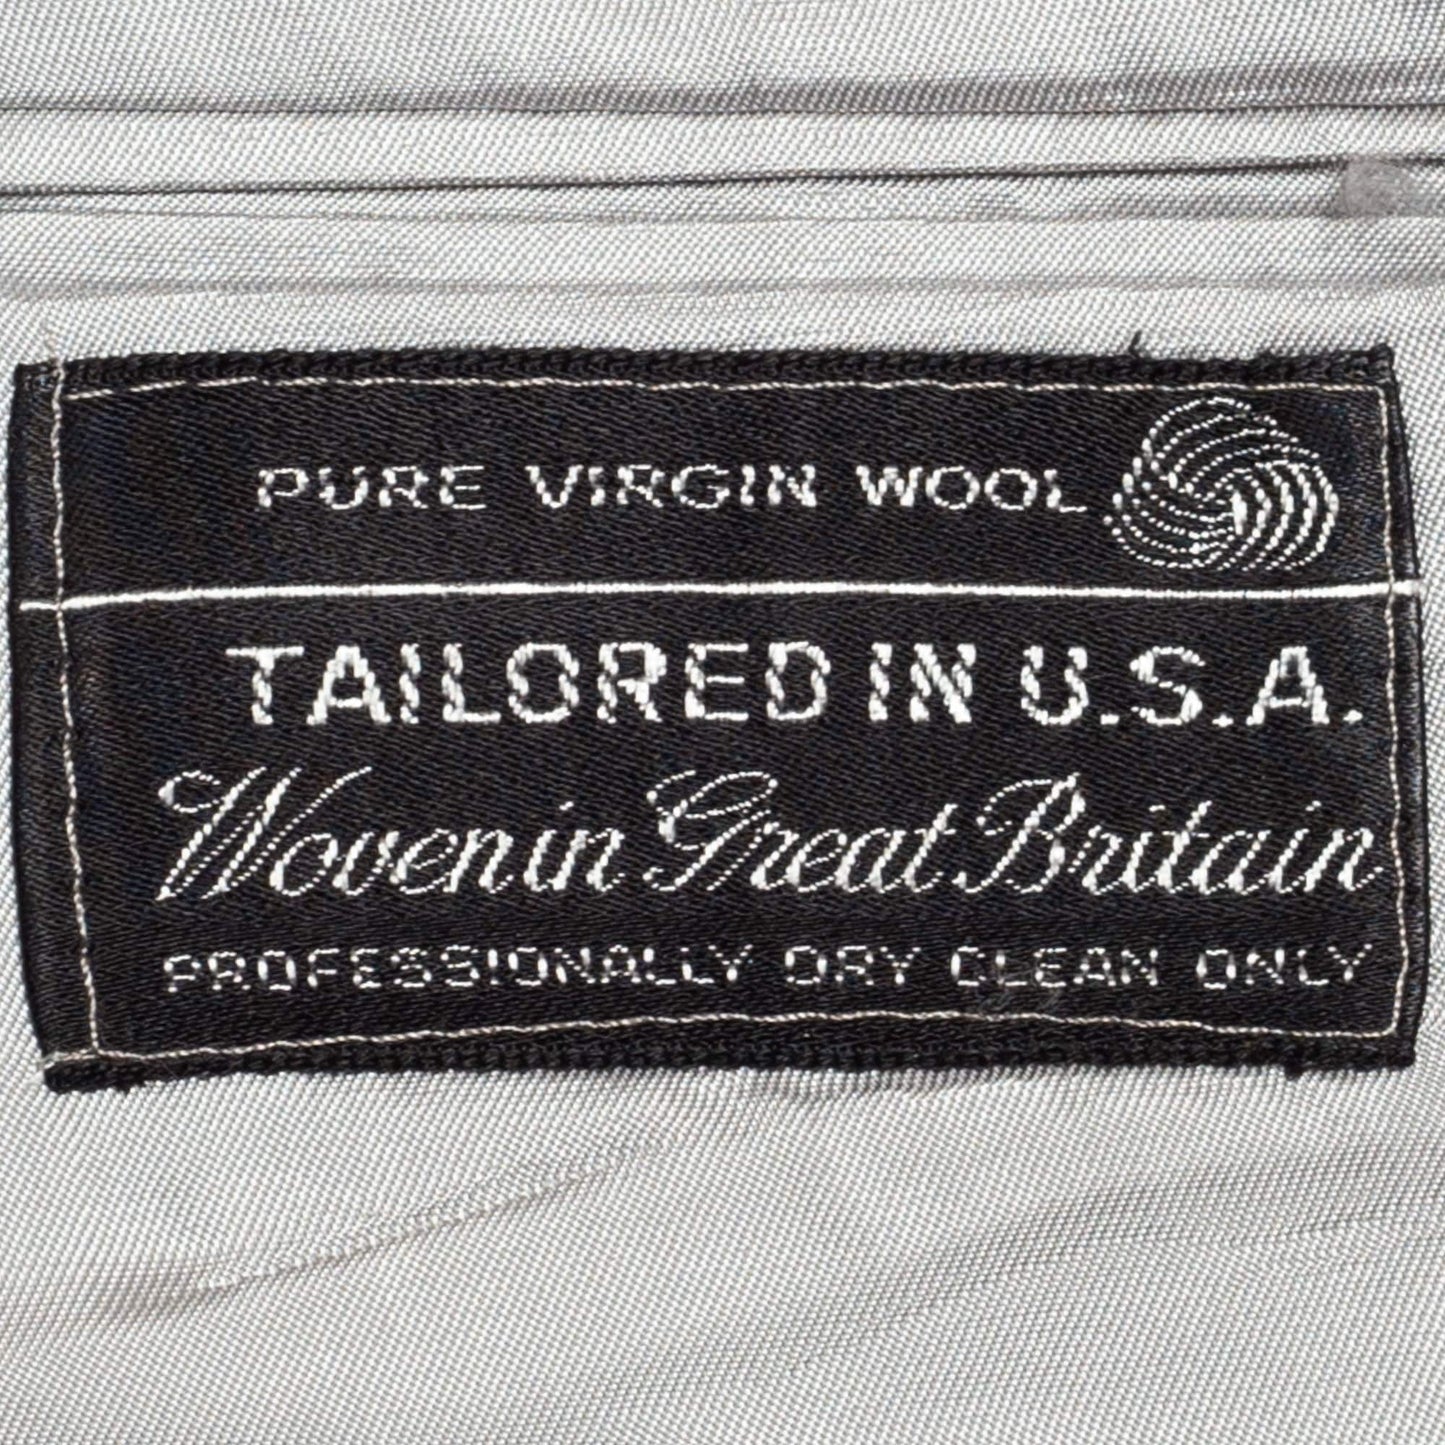 PURE VIRGIN WOOL
TAILORED IN U.S.A.
Woven in Great Britain
PROFESSIONALLY DRY CLEAN ONLY